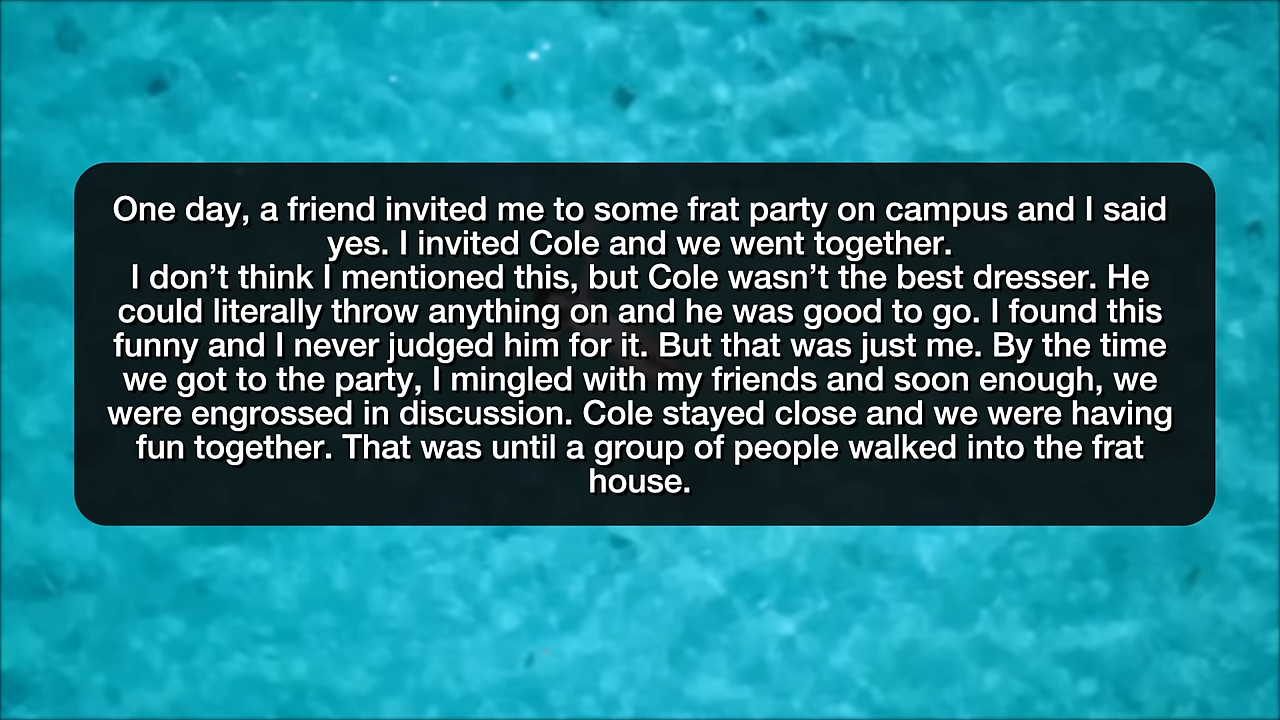 One day, a friend invited me to some frat party on campus and I said
yes. I invited Cole and we went together.
I don’t think I mentioned this, but Cole wasn’t the best dresser. He
could literally throw anything on and he was good to go. I found this
funny and I never judged him for it. But that was just me. By the time
we got to the party, I mingled with my friends and soon enough, we
were engrossed in discussion. Cole stayed close and we were having
fun together. That was until a group of people walked into the frat
house.